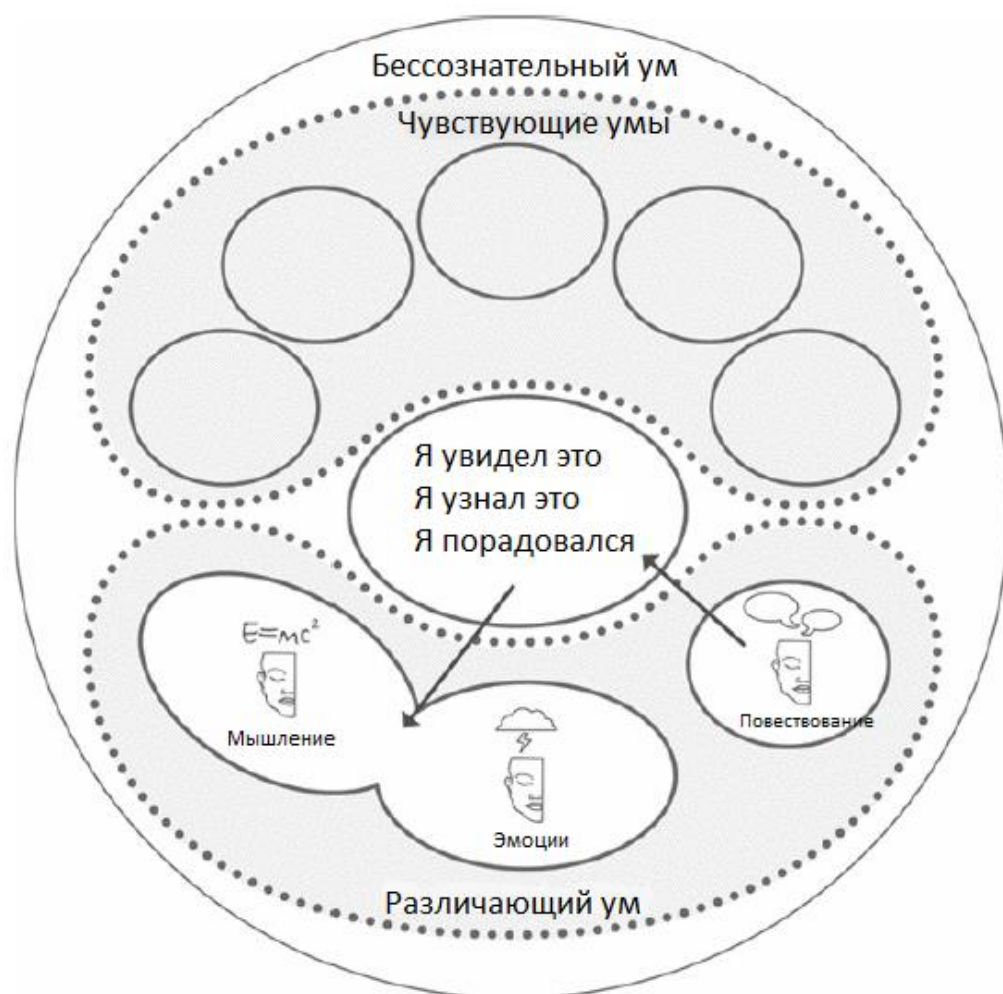 Бессознательный ум
Чувствующие умы
Я увидел это
Я узнал это
Я порадовался
E=mc²
Мышление
Повествование
Эмоции
Различающий ум